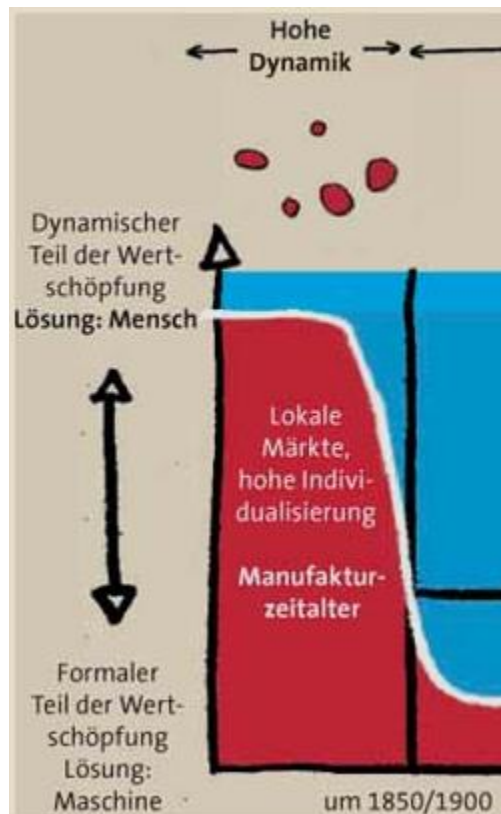 Hohe
Dynamik
Dynamischer
Teil der Wert-
schöpfung
Lösung: Mensch
Lokale
Märkte,
hohe Indivi-
dualisierung
Manufaktur-
zeitalter
Formaler
Teil der Wert-
schöpfung
Lösung:
Maschine
um 1850/1900